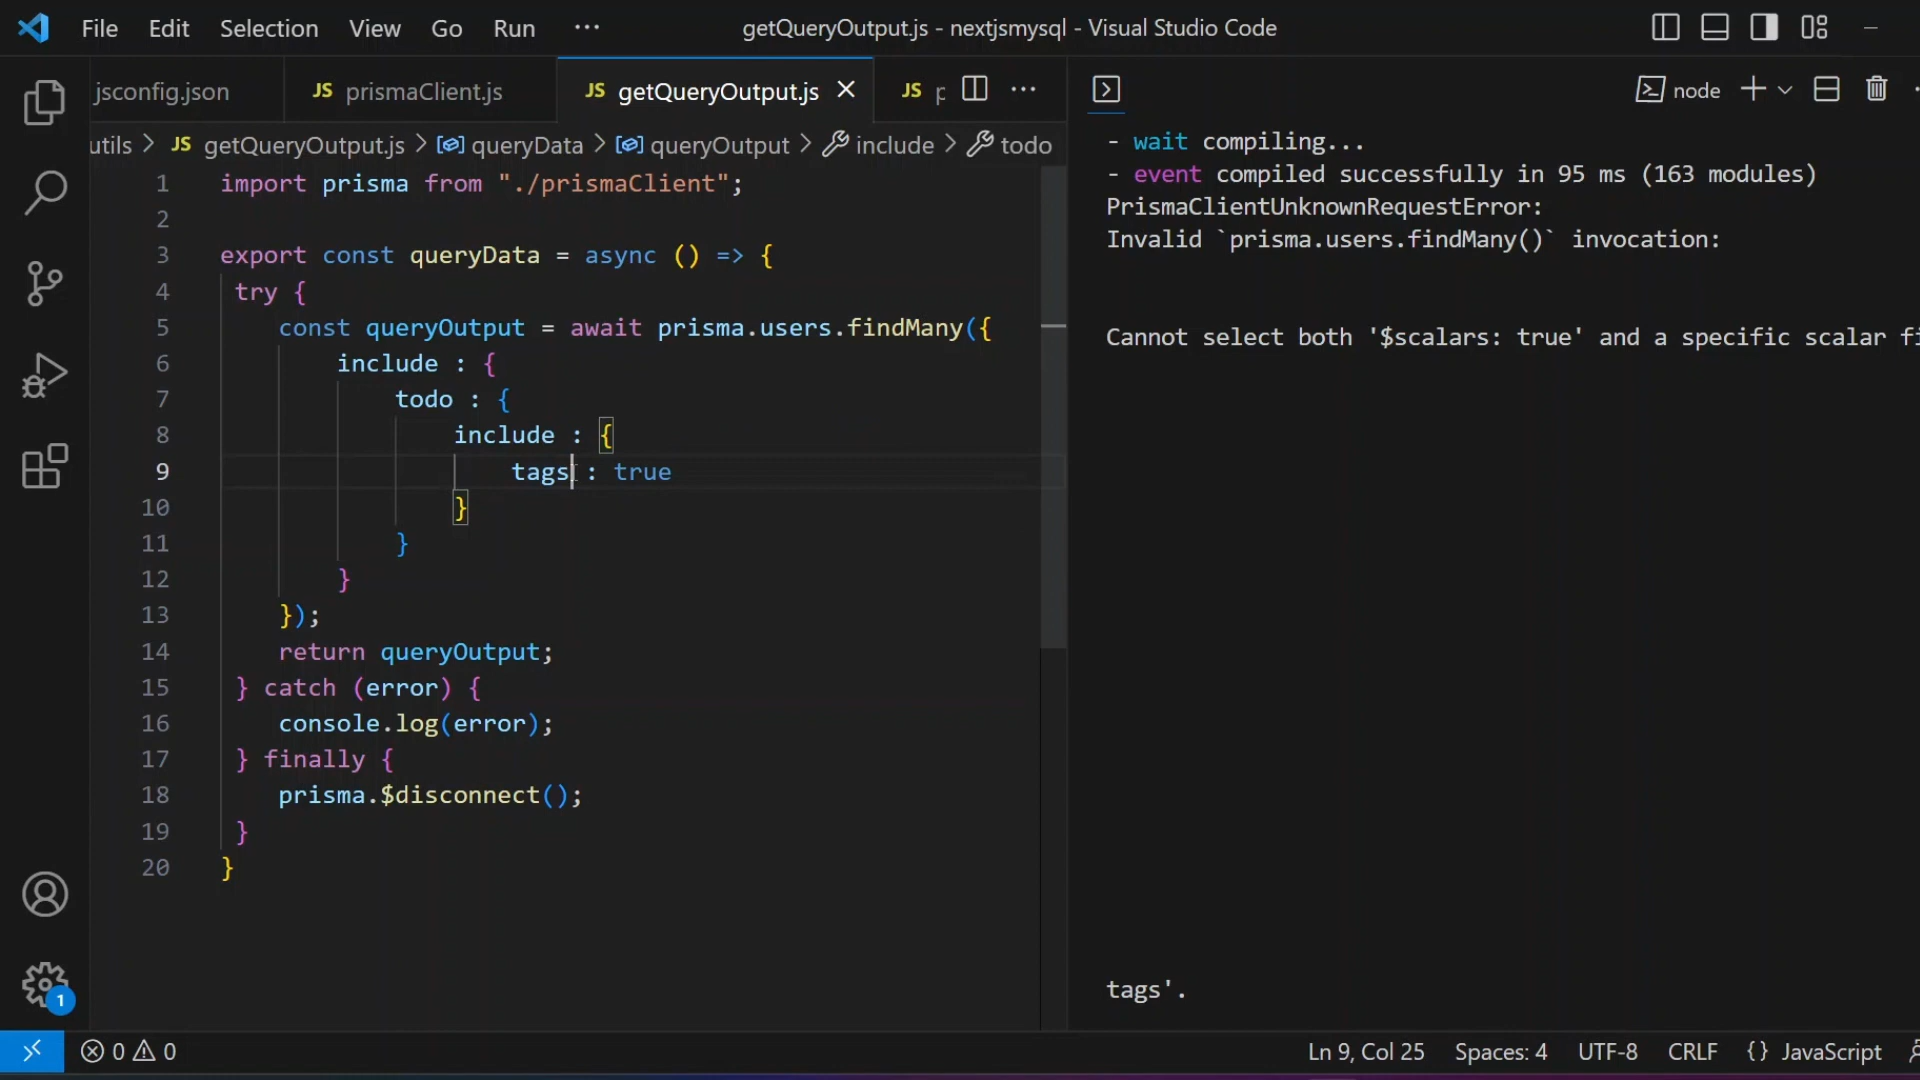 File Edit Selection View Go Run ··· getQueryOutput.js - nextjsmysql - Visual Studio Code
jsconfig.json JS prismaClient.js JS getQueryOutput.js JS
utils > JS getQueryOutput.js > queryData > queryOutput > include > todo
1 import prisma from "./prismaClient";
2
3 export const queryData = async () => {
4 try {
5 const queryOutput = await prisma.users.findMany({
6 include : {
7 todo : {
8 include : {
9 tags : true
10 }
11 }
12 }
13 });
14 return queryOutput;
15 } catch (error) {
16 console.log(error);
17 } finally {
18 prisma.$disconnect();
19 }
20 }
node
- wait compiling...
- event compiled successfully in 95 ms (163 modules)
PrismaClientUnknownRequestError:
Invalid `prisma.users.findMany()` invocation:
Cannot select both '$scalars: true' and a specific scalar
tags'.
1
0 0 Ln 9, Col 25 Spaces: 4 UTF-8 CRLF {} JavaScript